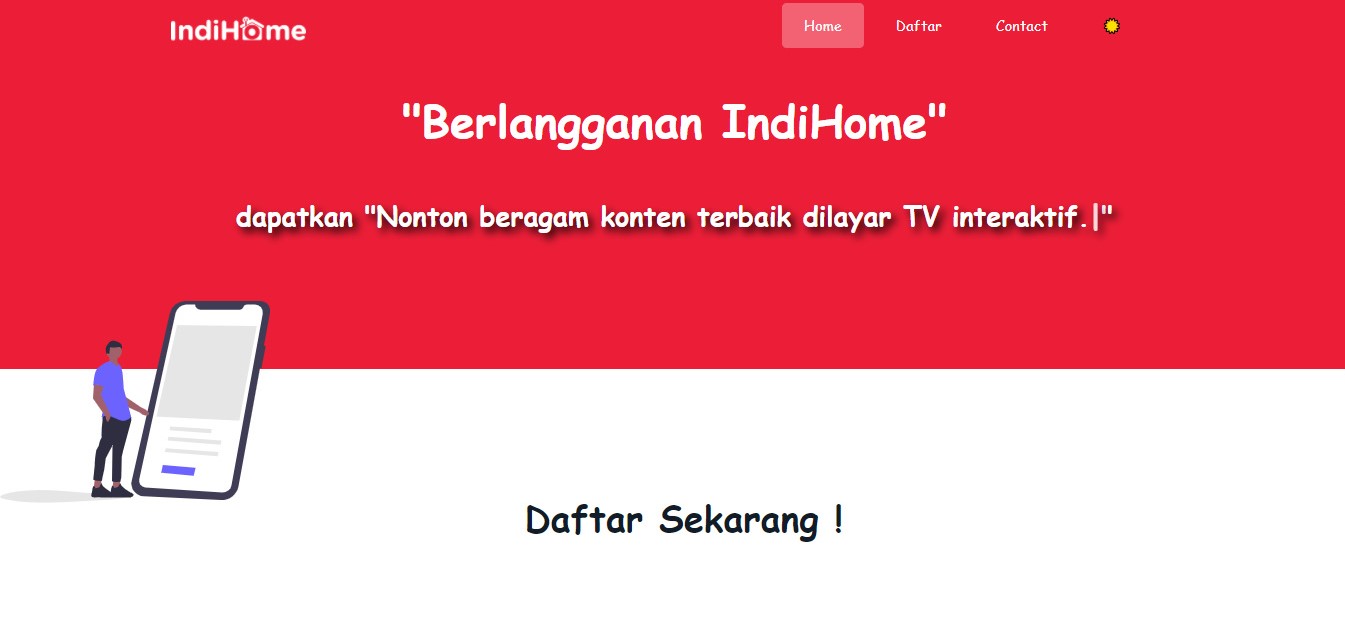 IndiHome
Home
Daftar
Contact
"Berlangganan IndiHome"
dapatkan "Nonton beragam konten terbaik dilayar TV interaktif.|"
Daftar Sekarang !